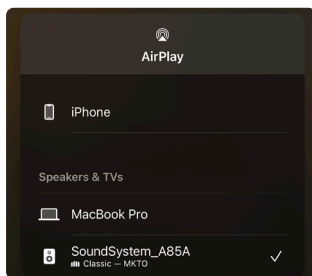 AirPlay
iPhone
Speakers & TVs
MacBook Pro
SoundSystem_A85A
Classic — MKTO